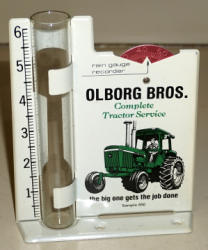 6
5
4
3
2
1
rain gauge
recorder
OLBORG BROS.
Complete
Tractor Service
the big one gets the job done